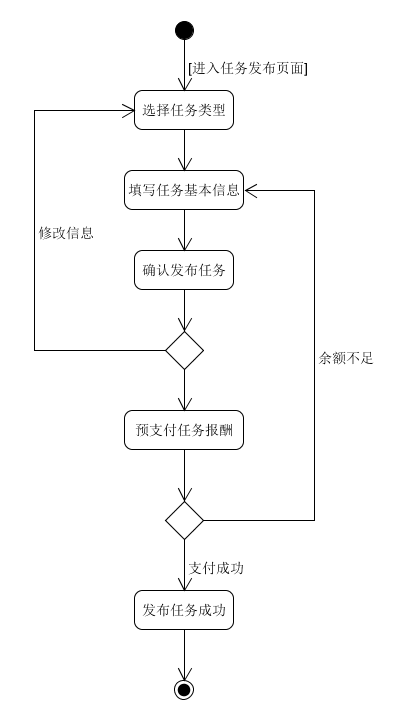 [进入任务发布页面]
选择任务类型
填写任务基本信息
修改信息
确认发布任务
余额不足
预支付任务报酬
支付成功
发布任务成功